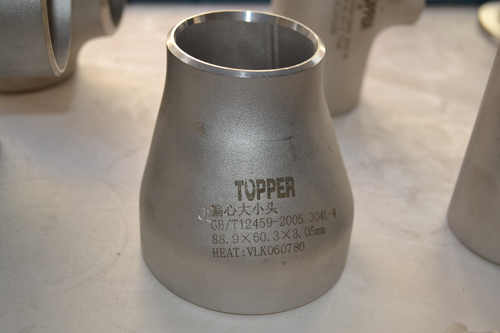 TOPPER
偏心大小头
GB/T12459-2005 304L-W
88.9×60.3×3.05mm
HEAT:VLK060780